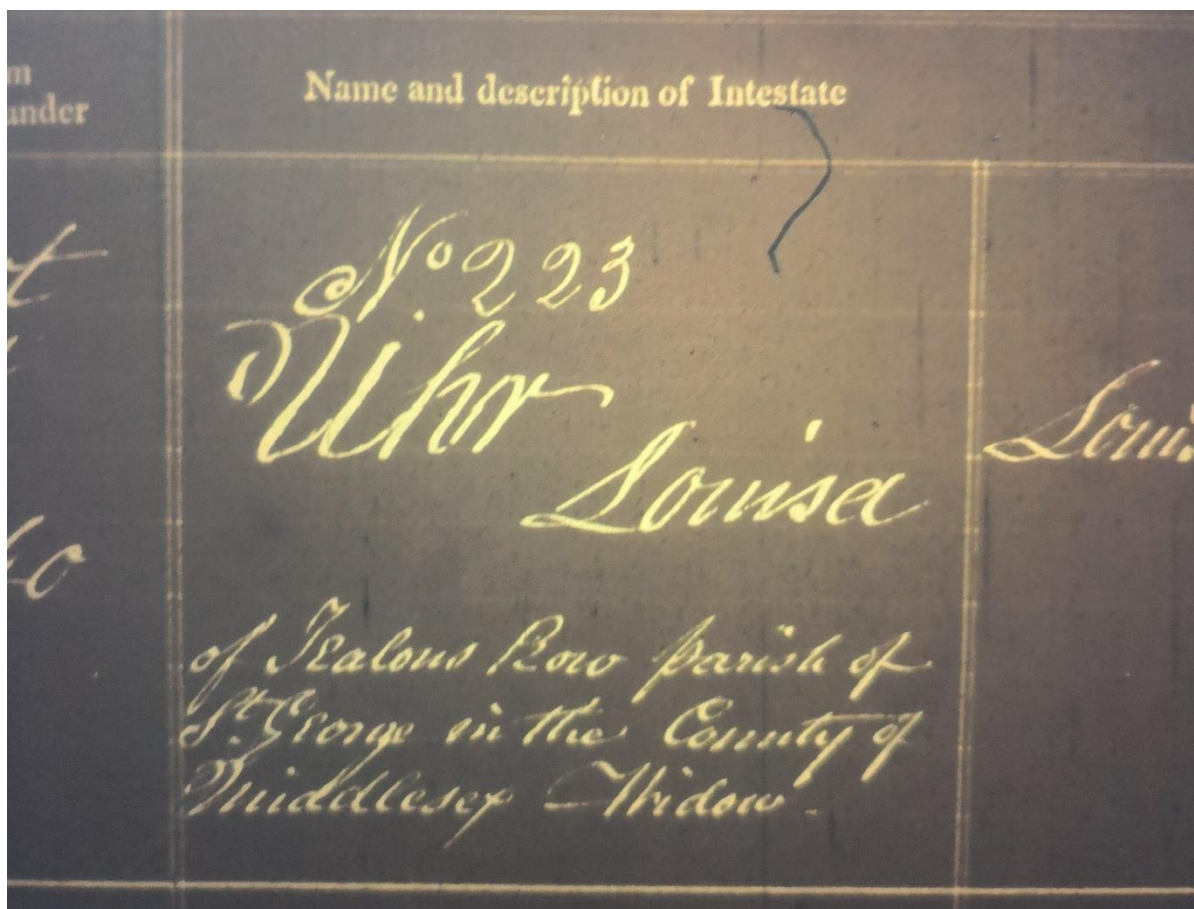 under
Name and description of Intestate
No 223
Uhr
Louisa
of Jealous Row parish of
St. George in the County of
Middlesex Widow.